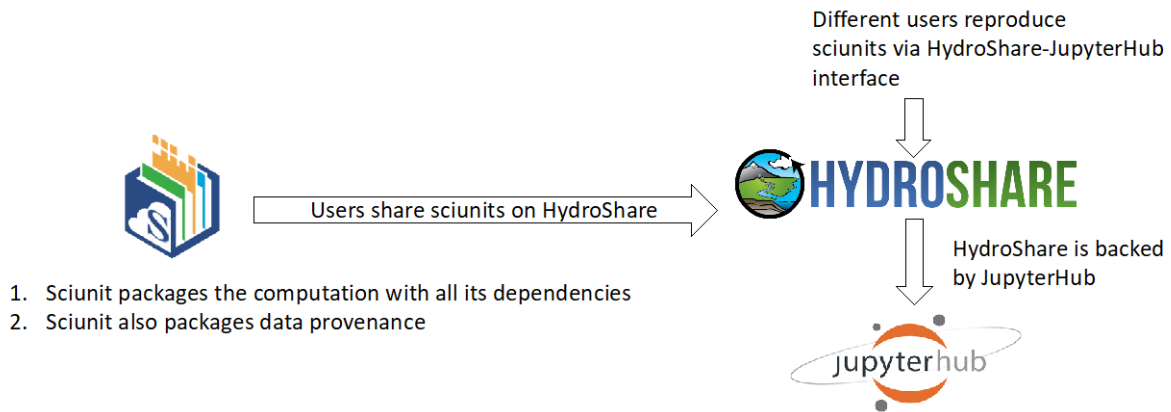 Different users reproduce
sciunits via HydroShare-JupyterHub
interface
S
HYDROSHARE
Users share sciunits on HydroShare
HydroShare is backed
by JupyterHub
1. Sciunit packages the computation with all its dependencies
2. Sciunit also packages data provenance
jupyterhub